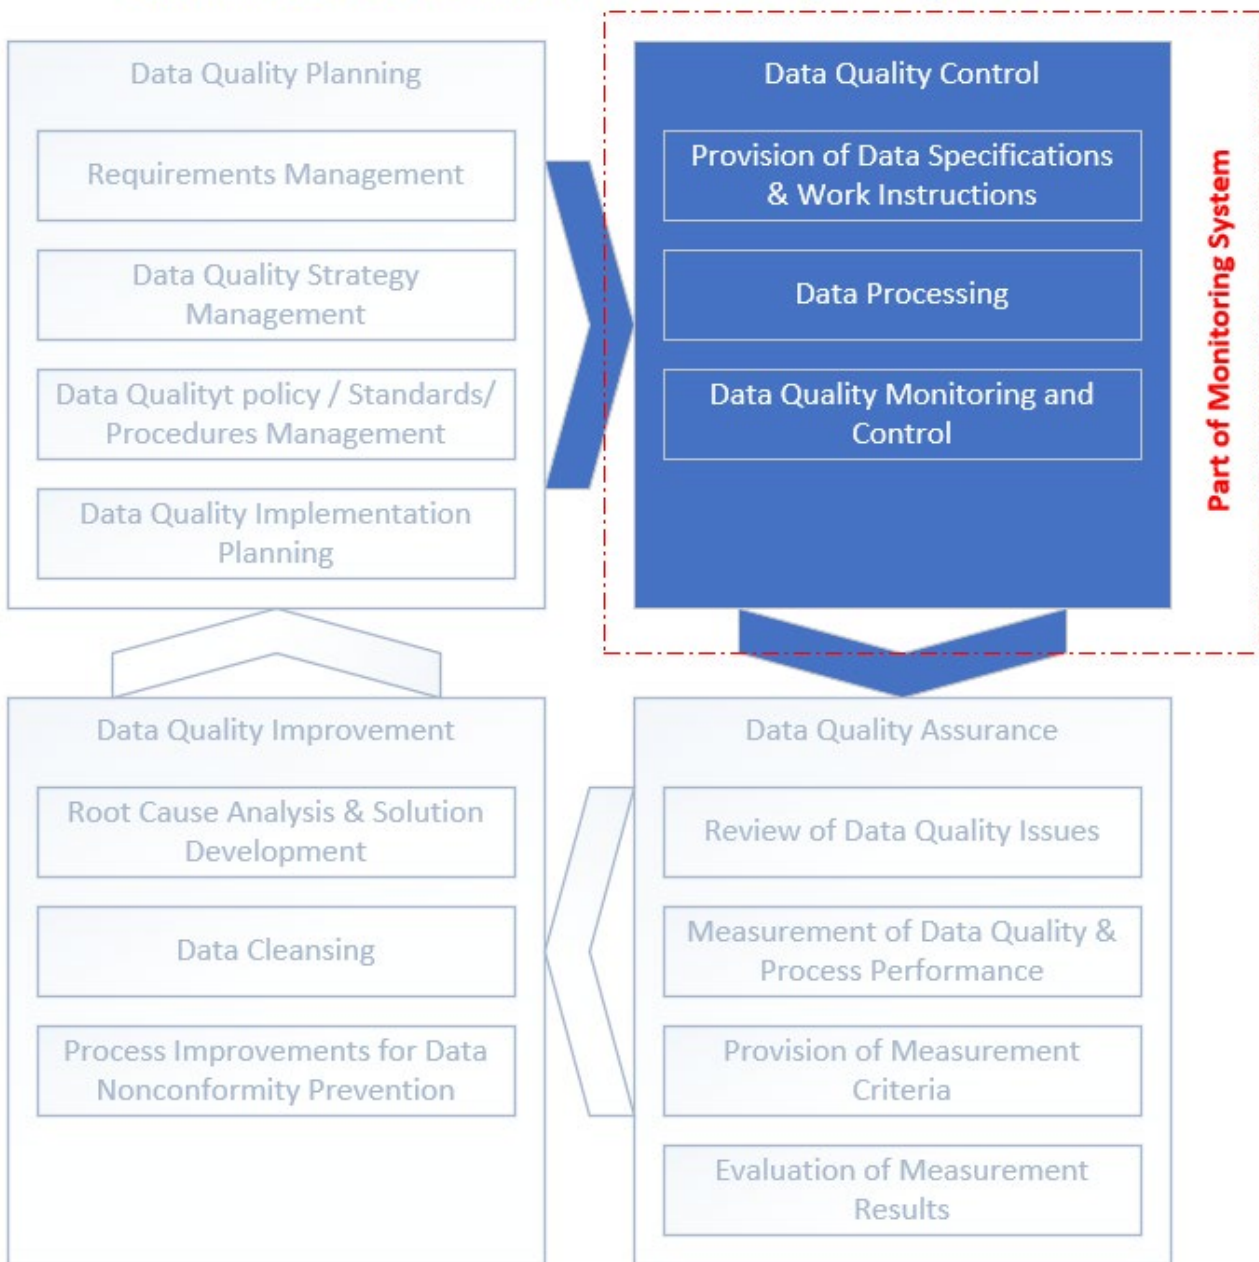 Data Quality Planning
Requirements Management
Data Quality Strategy
Management
Data Qualityt policy / Standards/
Procedures Management
Data Quality Implementation
Planning
Data Quality Control
Provision of Data Specifications
& Work Instructions
Data Processing
Data Quality Monitoring and
Control
Part of Monitoring System
Data Quality Improvement
Root Cause Analysis & Solution
Development
Data Cleansing
Process Improvements for Data
Nonconformity Prevention
Data Quality Assurance
Review of Data Quality Issues
Measurement of Data Quality &
Process Performance
Provision of Measurement
Criteria
Evaluation of Measurement
Results